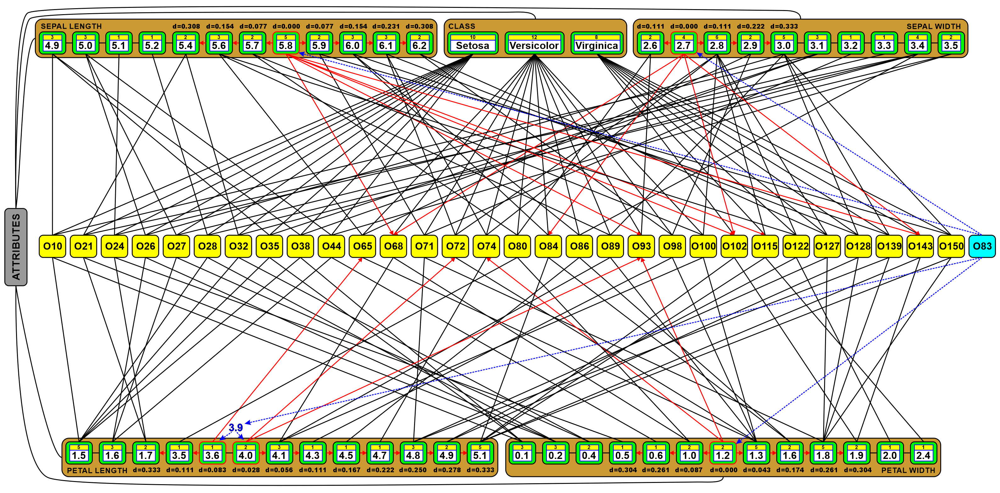 SEPAL LENGTH d=0.308 d=0.154 d=0.077 d=0.000 d=0.077 d=0.154 d=0.231 d=0.308
3 3 1 1 2 3 2 5 2 3 3 2
4.9 5.0 5.1 5.2 5.4 5.6 5.7 5.8 5.9 6.0 6.1 6.2
CLASS
10 12 8
Setosa Versicolor Virginica
d=0.111 d=0.000 d=0.111 d=0.222 d=0.333 SEPAL WIDTH
2 4 6 2 5 3 1 1 4 2
2.6 2.7 2.8 2.9 3.0 3.1 3.2 3.3 3.4 3.5
ATTRIBUTES
O10 O21 O24 O26 O27 O28 O32 O35 O38 O44 O65 O68 O71 O72 O74 O80 O84 O86 O89 O93 O98 O100 O102 O115 O122 O127 O128 O139 O143 O150 O83
3.9
5 3 2 1 1 2 3 1 1 1 3 2 5
1.5 1.6 1.7 3.5 3.6 4.0 4.1 4.3 4.5 4.7 4.8 4.9 5.1
PETAL LENGTH d=0.333 d=0.111 d=0.083 d=0.028 d=0.056 d=0.111 d=0.167 d=0.222 d=0.250 d=0.278 d=0.333
3 3 2 1 1 2 2 5 2 5 2 1 1
0.1 0.2 0.4 0.5 0.6 1.0 1.2 1.3 1.6 1.8 1.9 2.0 2.4
d=0.304 d=0.261 d=0.087 d=0.000 d=0.043 d=0.174 d=0.261 d=0.304 PETAL WIDTH